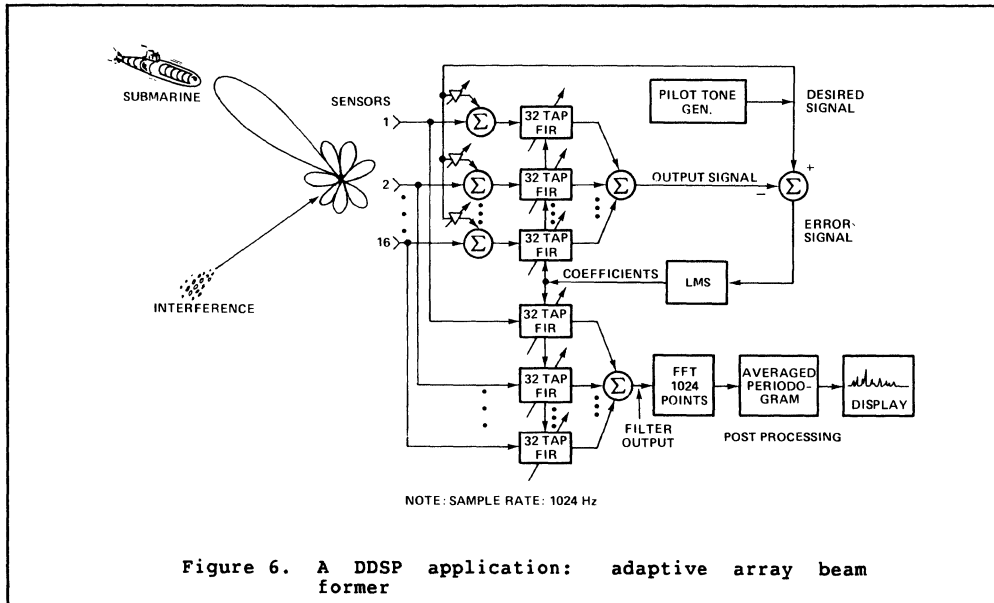 SUBMARINE
INTERFERENCE
SENSORS
1
2
16
Σ
Σ
Σ
32 TAP
FIR
32 TAP
FIR
32 TAP
FIR
Σ
OUTPUT SIGNAL
PILOT TONE
GEN.
DESIRED
SIGNAL
+
−
Σ
ERROR
SIGNAL
COEFFICIENTS
LMS
32 TAP
FIR
32 TAP
FIR
32 TAP
FIR
Σ
FILTER
OUTPUT
FFT
1024
POINTS
AVERAGED
PERIODO-
GRAM
DISPLAY
POST PROCESSING
NOTE: SAMPLE RATE: 1024 Hz
Figure 6. A DDSP application: adaptive array beam
former